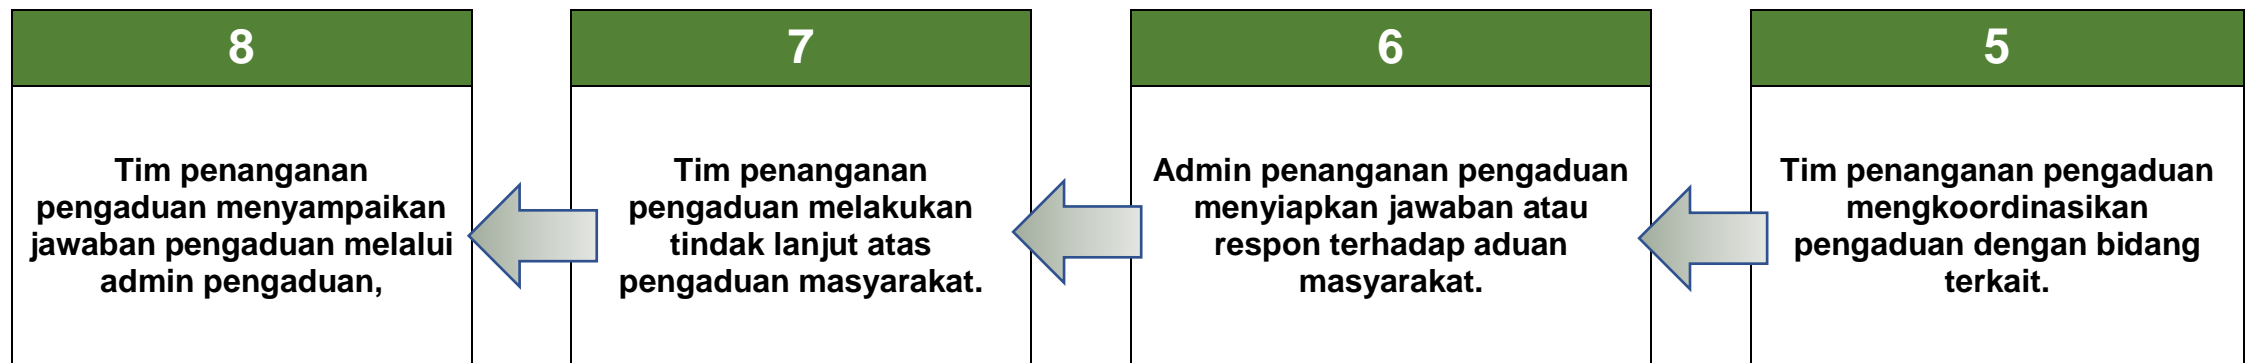 8
Tim penanganan
pengaduan menyampaikan
jawaban pengaduan melalui
admin pengaduan,
7
Tim penanganan
pengaduan melakukan
tindak lanjut atas
pengaduan masyarakat.
6
Admin penanganan pengaduan
menyiapkan jawaban atau
respon terhadap aduan
masyarakat.
5
Tim penanganan pengaduan
mengkoordinasikan
pengaduan dengan bidang
terkait.